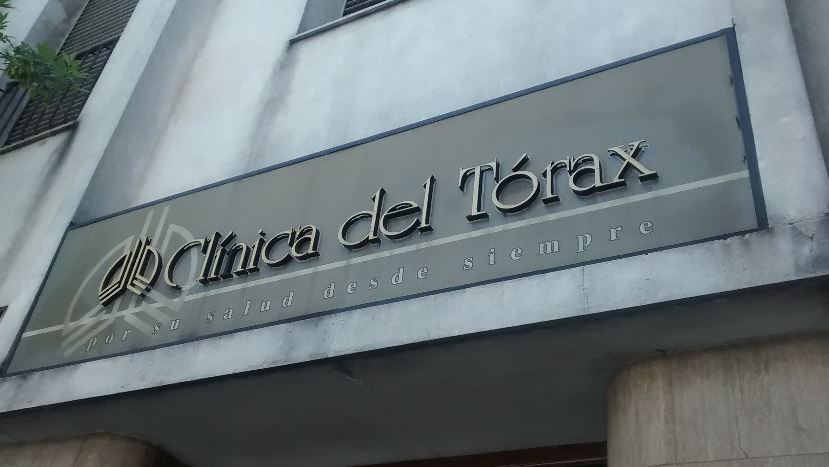 Clínica del Tórax
por su salud desde siempre